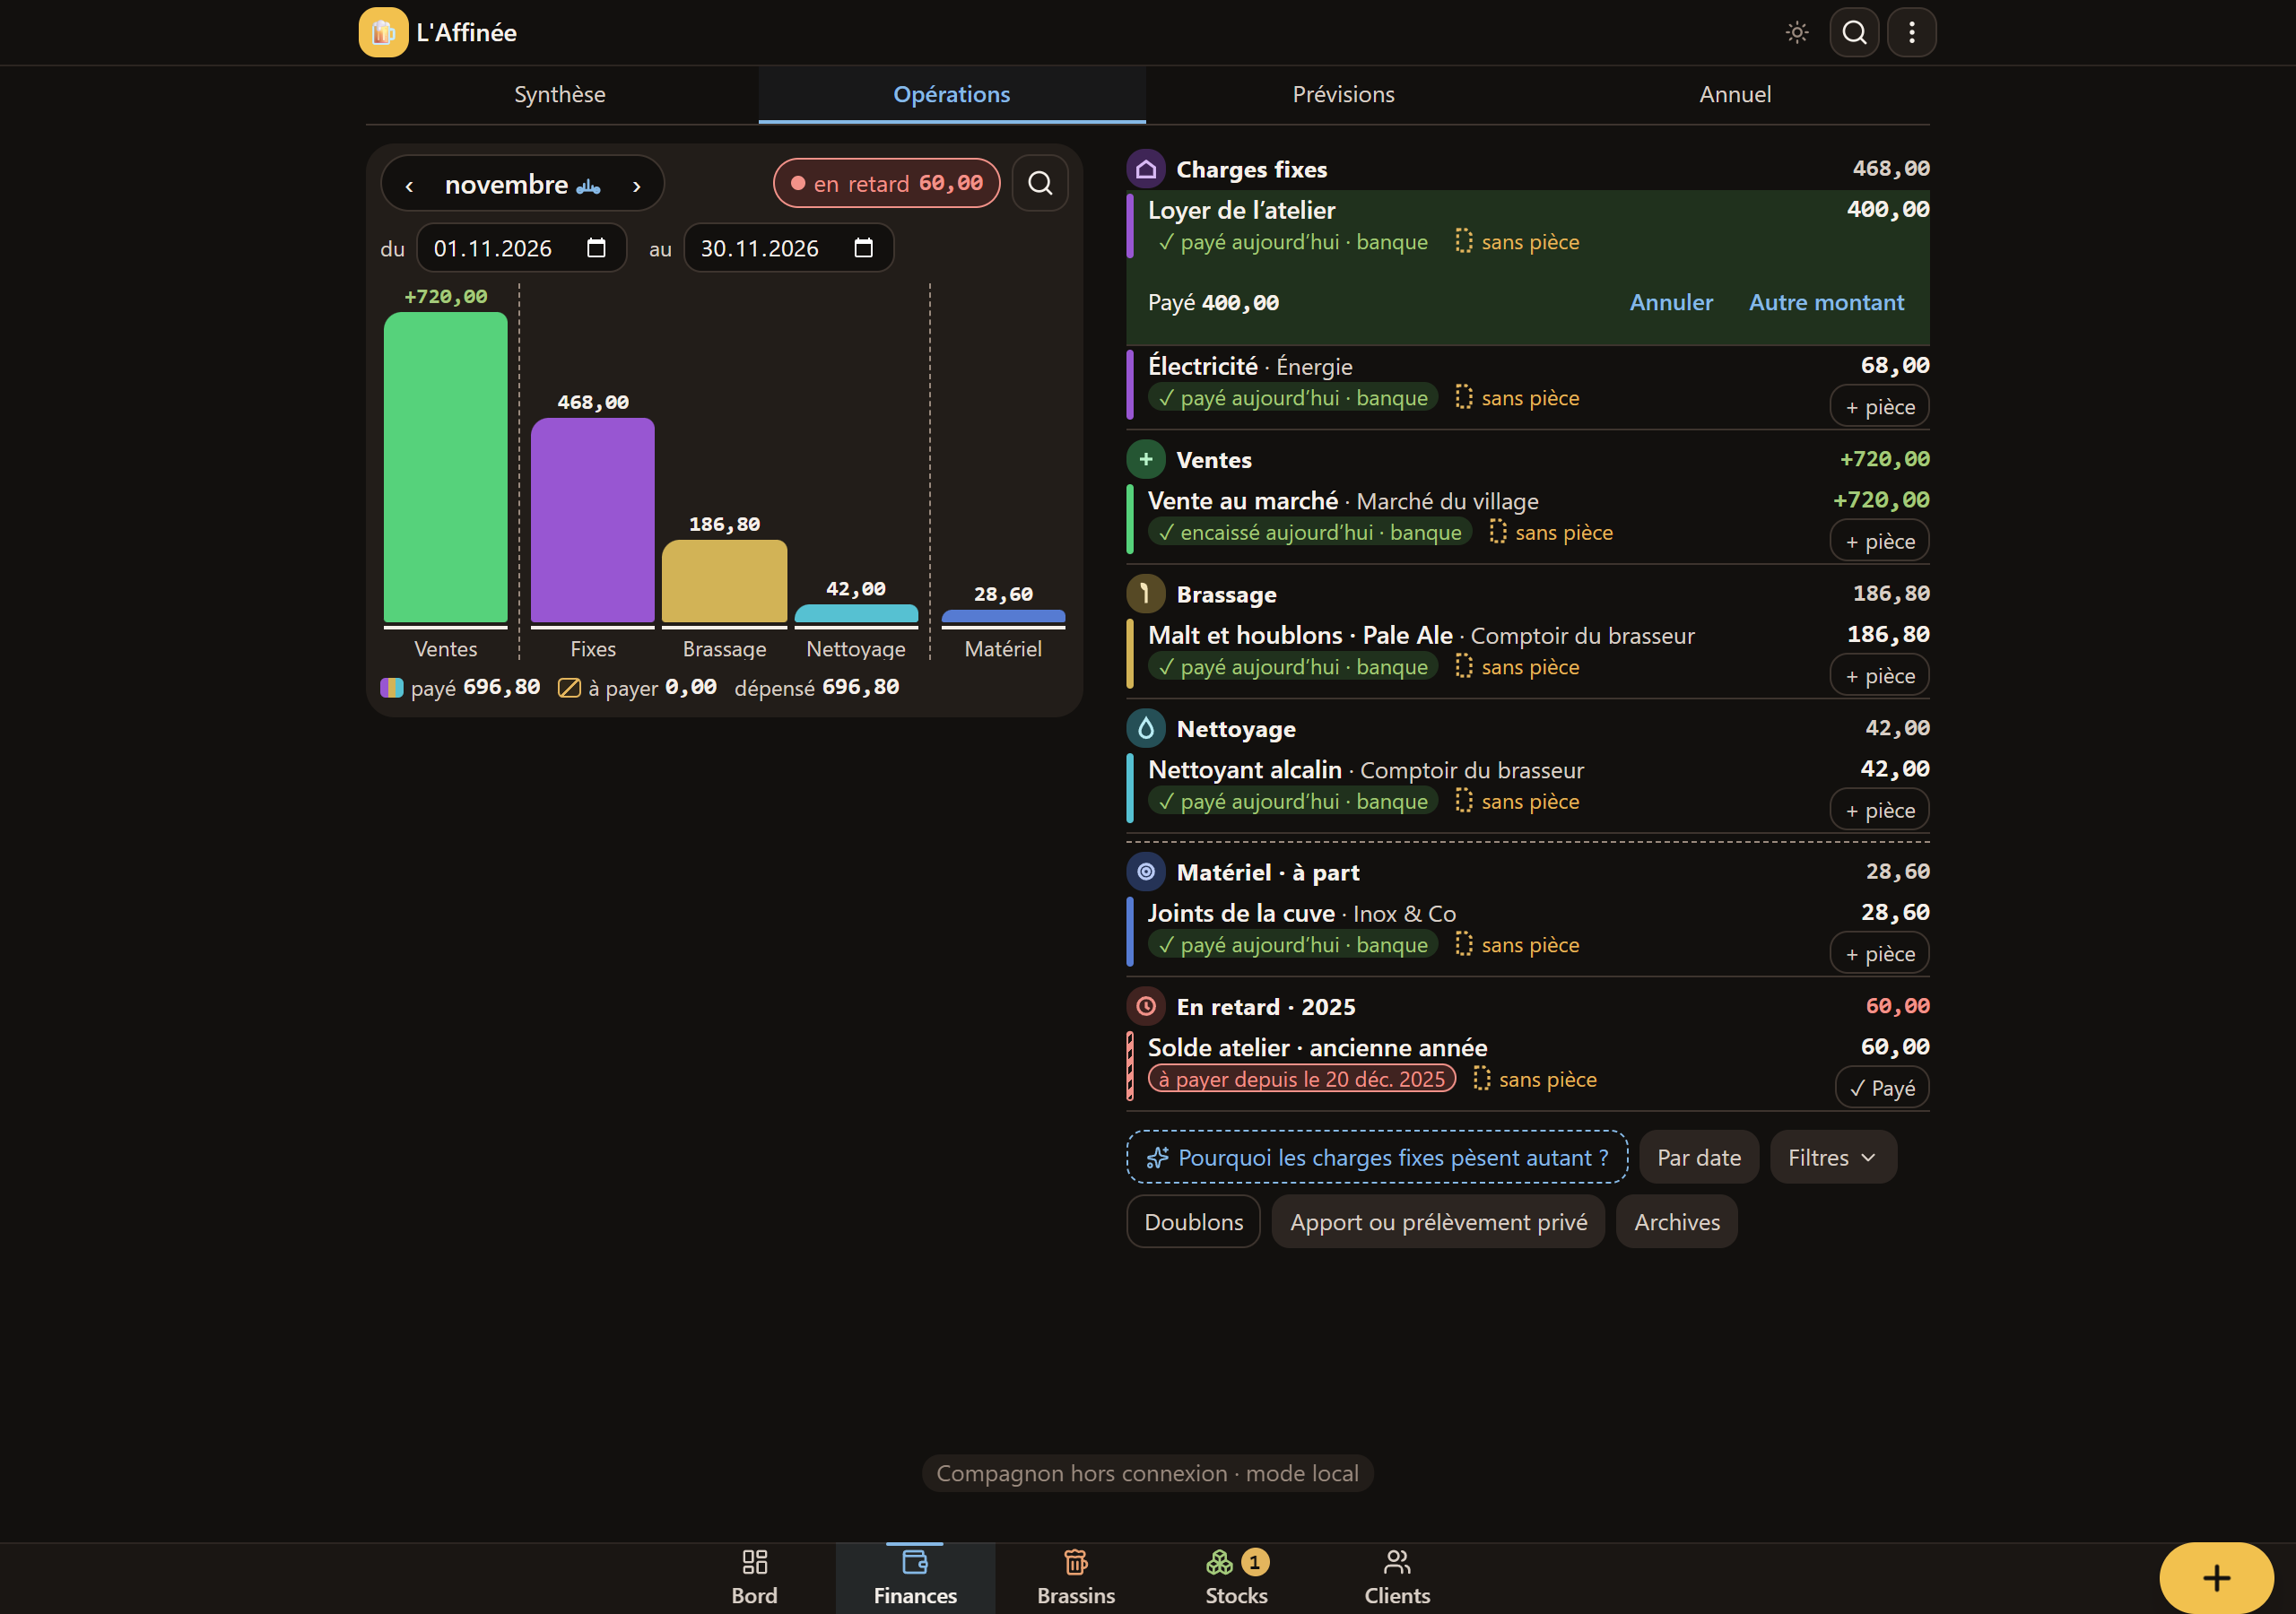 L'Affinée
Synthèse
Opérations
Prévisions
Annuel
‹ novembre ›
en retard 60,00
du 01.11.2026 au 30.11.2026
+720,00
468,00
186,80
42,00
28,60
Ventes
Fixes
Brassage
Nettoyage
Matériel
payé 696,80 à payer 0,00 dépensé 696,80
Charges fixes 468,00
Loyer de l’atelier 400,00
✓ payé aujourd’hui · banque sans pièce
Payé 400,00 Annuler Autre montant
Électricité · Énergie 68,00
✓ payé aujourd’hui · banque sans pièce
+ pièce
Ventes +720,00
Vente au marché · Marché du village +720,00
✓ encaissé aujourd’hui · banque sans pièce
+ pièce
Brassage 186,80
Malt et houblons · Pale Ale · Comptoir du brasseur 186,80
✓ payé aujourd’hui · banque sans pièce
+ pièce
Nettoyage 42,00
Nettoyant alcalin · Comptoir du brasseur 42,00
✓ payé aujourd’hui · banque sans pièce
+ pièce
Matériel · à part 28,60
Joints de la cuve · Inox & Co 28,60
✓ payé aujourd’hui · banque sans pièce
+ pièce
En retard · 2025 60,00
Solde atelier · ancienne année 60,00
à payer depuis le 20 déc. 2025 sans pièce
✓ Payé
Pourquoi les charges fixes pèsent autant ?
Par date
Filtres
Doublons
Apport ou prélèvement privé
Archives
Compagnon hors connexion · mode local
Bord
Finances
Brassins
1
Stocks
Clients
+